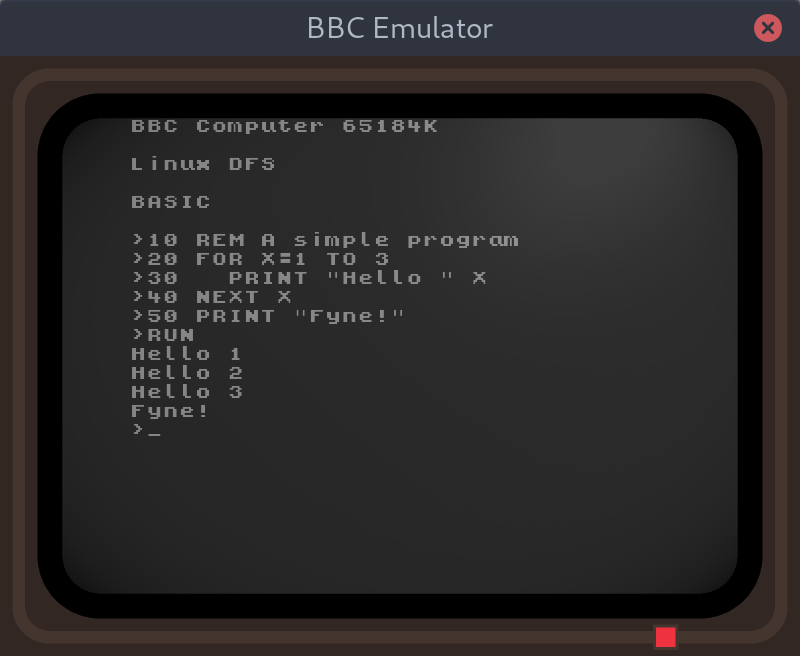 BBC Emulator
BBC Computer 65184K
Linux DFS
BASIC
>10 REM A simple program
>20 FOR X=1 TO 3
>30   PRINT "Hello " X
>40 NEXT X
>50 PRINT "Fyne!"
>RUN
Hello 1
Hello 2
Hello 3
Fyne!
>_